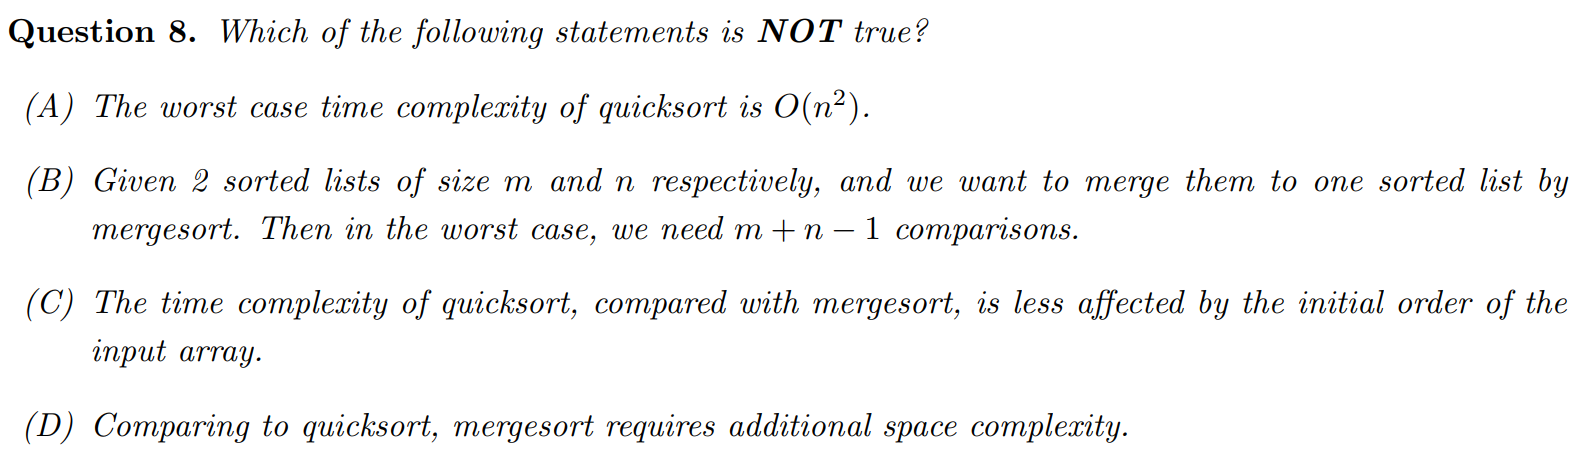 Question 8. Which of the following statements is NOT true?
(A) The worst case time complexity of quicksort is O(n²).
(B) Given 2 sorted lists of size m and n respectively, and we want to merge them to one sorted list by
mergesort. Then in the worst case, we need m + n − 1 comparisons.
(C) The time complexity of quicksort, compared with mergesort, is less affected by the initial order of the
input array.
(D) Comparing to quicksort, mergesort requires additional space complexity.